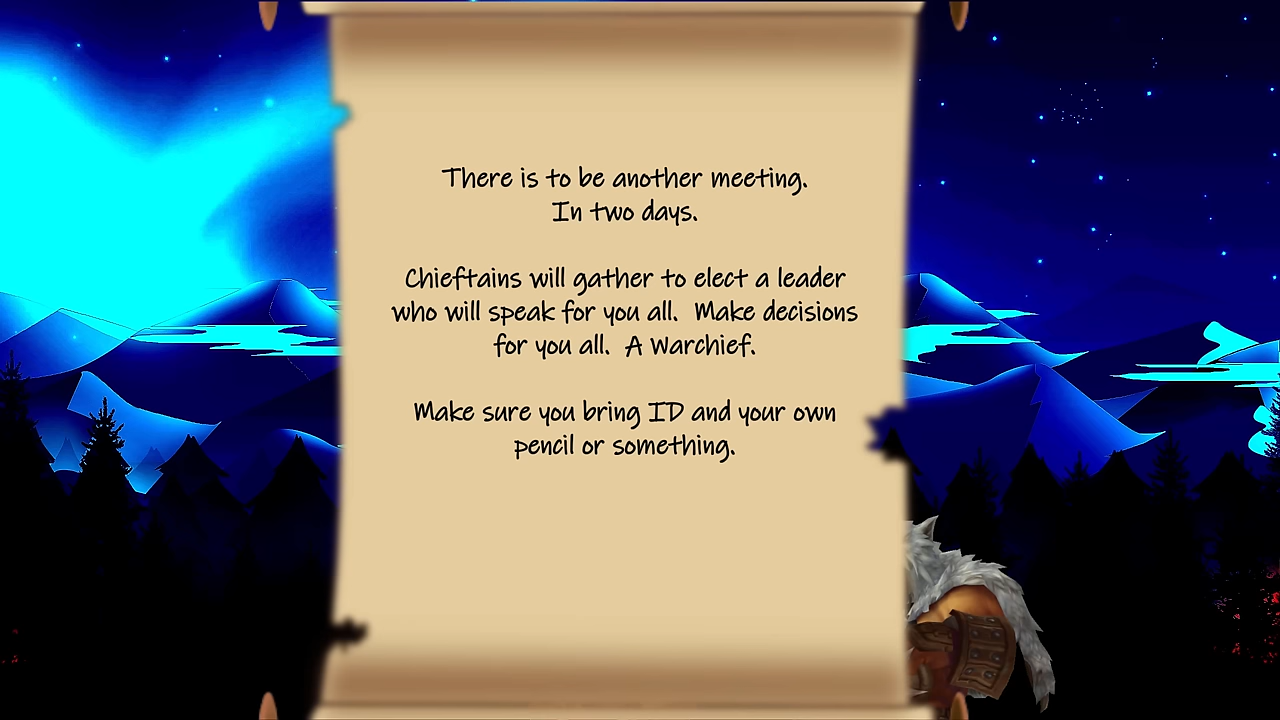 There is to be another meeting.
In two days.
Chieftains will gather to elect a leader
who will speak for you all. Make decisions
for you all. A Warchief.
Make sure you bring ID and your own
pencil or something.